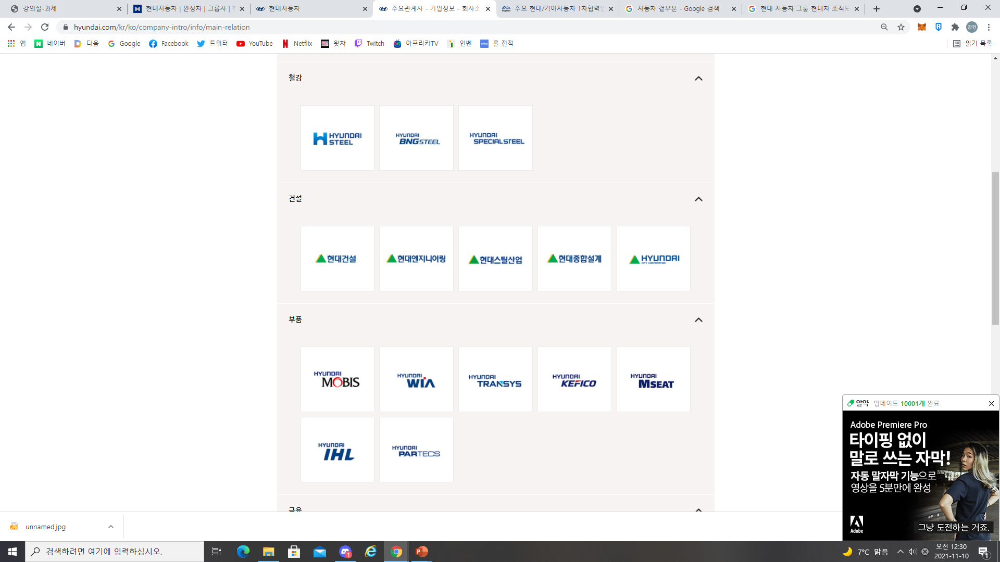 강의실-과제
현대자동차 | 완성차 | 그룹사 |
현대자동차
주요관계사 - 기업정보 - 회사소
주요 현대/기아자동차 1차협력업
자동차 겉부분 - Google 검색
현대 자동차 그룹 현대차 조직도
hyundai.com/kr/ko/company-intro/info/main-relation
창헌
앱
네이버
다음
Google
Facebook
트위터
YouTube
Netflix
왓챠
Twitch
아프리카TV
인벤
롤 전적
읽기 목록
철강
HYUNDAI
STEEL
HYUNDAI
BNGSTEEL
HYUNDAI
SPECIALSTEEL
건설
현대건설
현대엔지니어링
현대스틸산업
현대종합설계
HYUNDAI
CITY CORPORATION
부품
HYUNDAI
MOBIS
HYUNDAI
WIA
HYUNDAI
TRANSYS
HYUNDAI
KEFICO
HYUNDAI
MSEAT
HYUNDAI
IHL
HYUNDAI
PARTECS
금융
알약 업데이트 10001개 완료
Adobe Premiere Pro
타이핑 없이
말로 쓰는 자막!
자동 말자막 기능으로
영상을 5분만에 완성
Adobe
그냥 도전하는 거죠.
unnamed.jpg
검색하려면 여기에 입력하십시오.
1
7°C 맑음
오전 12:30
2021-11-10
1